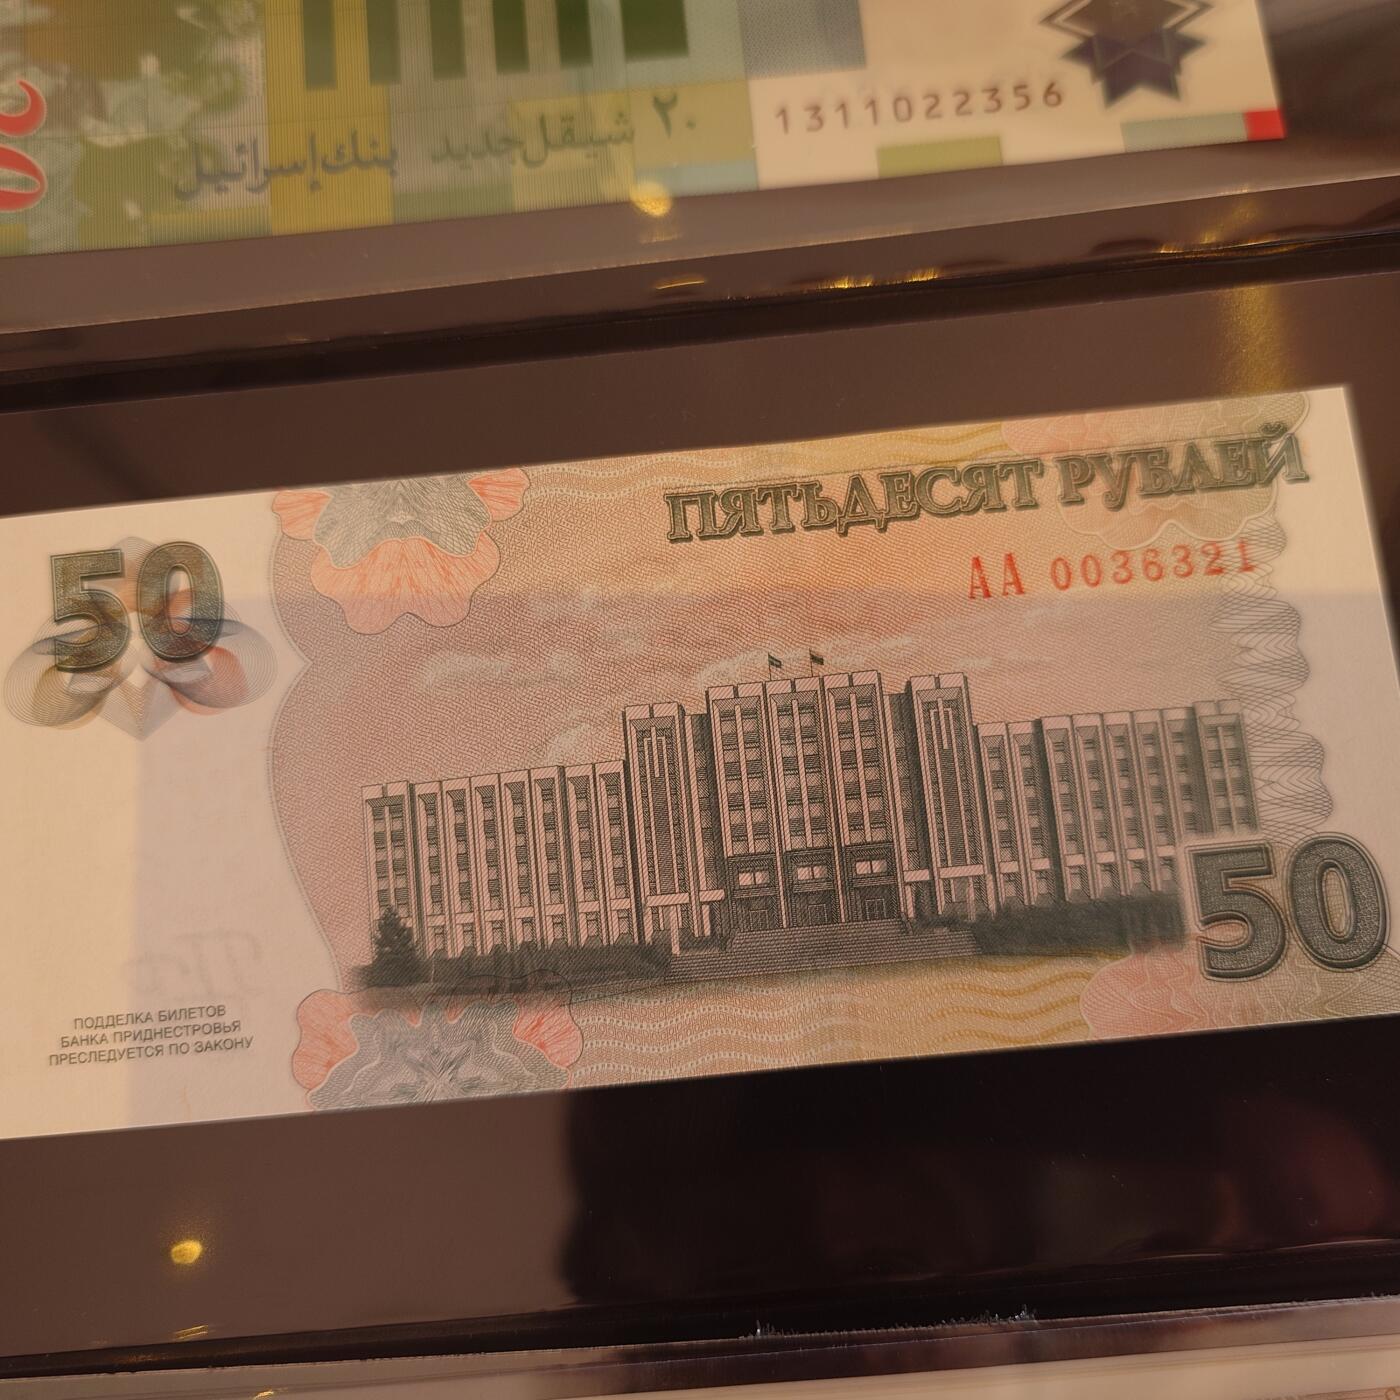 ٢٠ شيقل جديد بنك إسرائيل
1311022356
ПЯТЬДЕСЯТ РУБЛЕЙ
АА 0036321
50
50
ПОДДЕЛКА БИЛЕТОВ
БАНКА ПРИДНЕСТРОВЬЯ
ПРЕСЛЕДУЕТСЯ ПО ЗАКОНУ